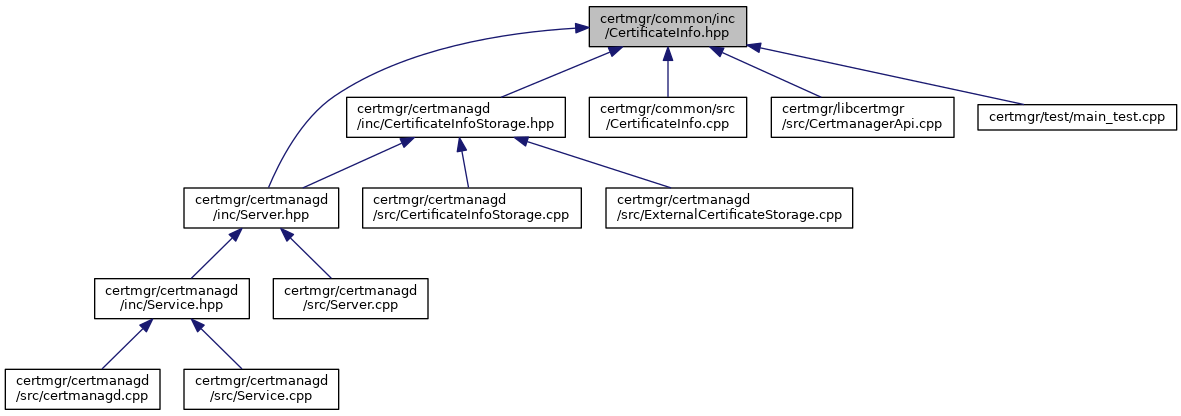 certmgr/common/inc
/CertificateInfo.hpp
certmgr/certmanagd
/inc/CertificateInfoStorage.hpp
certmgr/common/src
/CertificateInfo.cpp
certmgr/libcertmgr
/src/CertmanagerApi.cpp
certmgr/test/main_test.cpp
certmgr/certmanagd
/inc/Server.hpp
certmgr/certmanagd
/src/CertificateInfoStorage.cpp
certmgr/certmanagd
/src/ExternalCertificateStorage.cpp
certmgr/certmanagd
/inc/Service.hpp
certmgr/certmanagd
/src/Server.cpp
certmgr/certmanagd
/src/certmanagd.cpp
certmgr/certmanagd
/src/Service.cpp